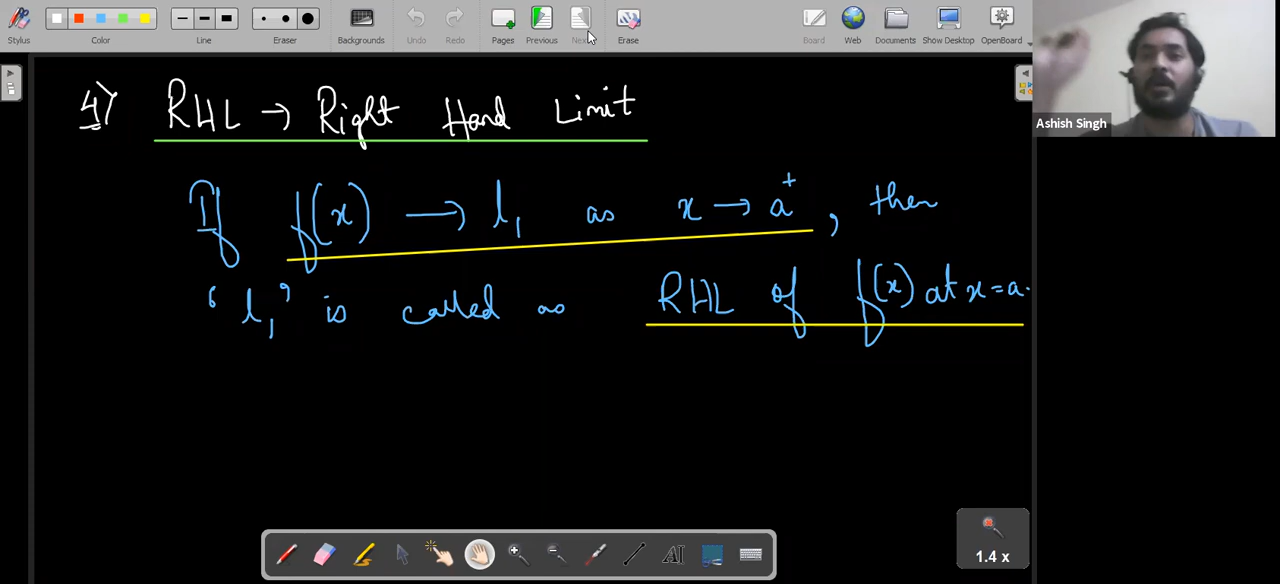 Stylus Color Line Eraser Backgrounds Undo Redo Pages Previous Next Erase Board Web Documents Show Desktop OpenBoard
Ashish Singh
4) RHL → Right Hand Limit
If f(x) → l₁ as x → a⁺, then
'l₁' is called as RHL of f(x) at x=a.
AI
1.4 x